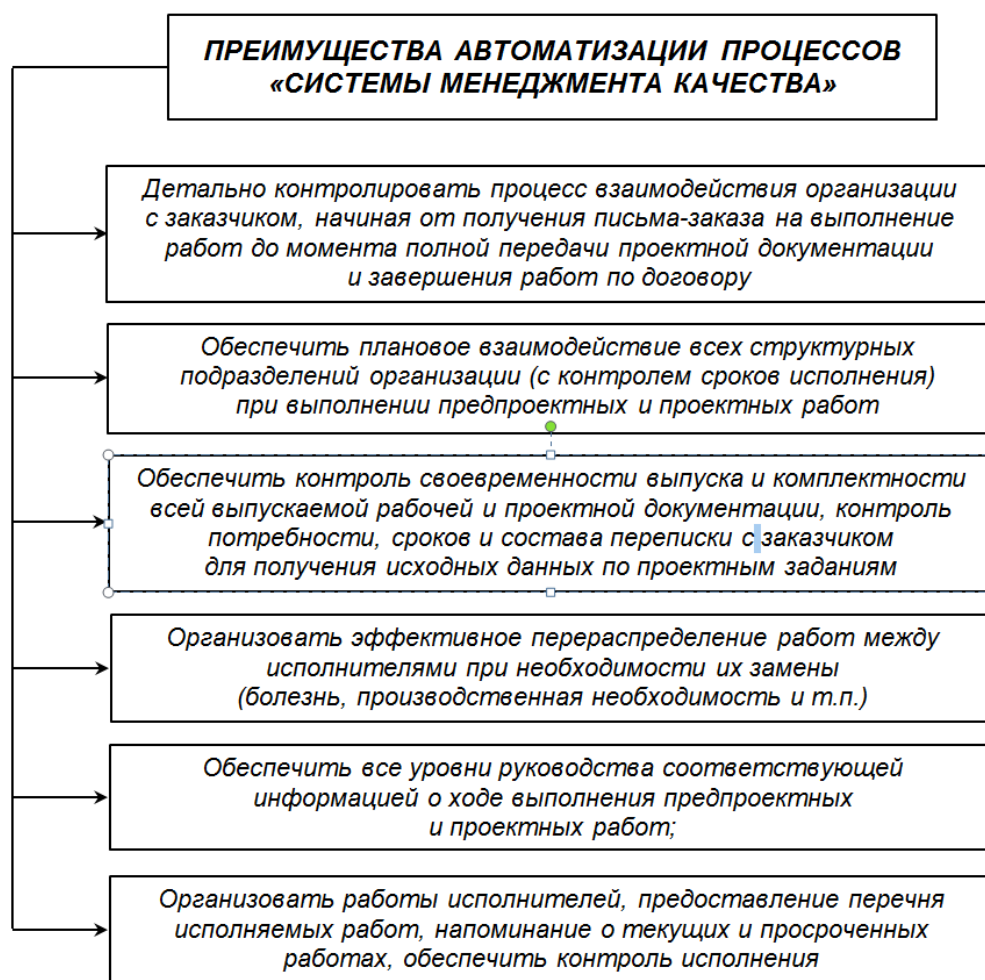 ПРЕИМУЩЕСТВА АВТОМАТИЗАЦИИ ПРОЦЕССОВ
«СИСТЕМЫ МЕНЕДЖМЕНТА КАЧЕСТВА»
Детально контролировать процесс взаимодействия организации
с заказчиком, начиная от получения письма-заказа на выполнение
работ до момента полной передачи проектной документации
и завершения работ по договору
Обеспечить плановое взаимодействие всех структурных
подразделений организации (с контролем сроков исполнения)
при выполнении предпроектных и проектных работ
Обеспечить контроль своевременности выпуска и комплектности
всей выпускаемой рабочей и проектной документации, контроль
потребности, сроков и состава переписки с заказчиком
для получения исходных данных по проектным заданиям
Организовать эффективное перераспределение работ между
исполнителями при необходимости их замены
(болезнь, производственная необходимость и т.п.)
Обеспечить все уровни руководства соответствующей
информацией о ходе выполнения предпроектных
и проектных работ;
Организовать работы исполнителей, предоставление перечня
исполняемых работ, напоминание о текущих и просроченных
работах, обеспечить контроль исполнения